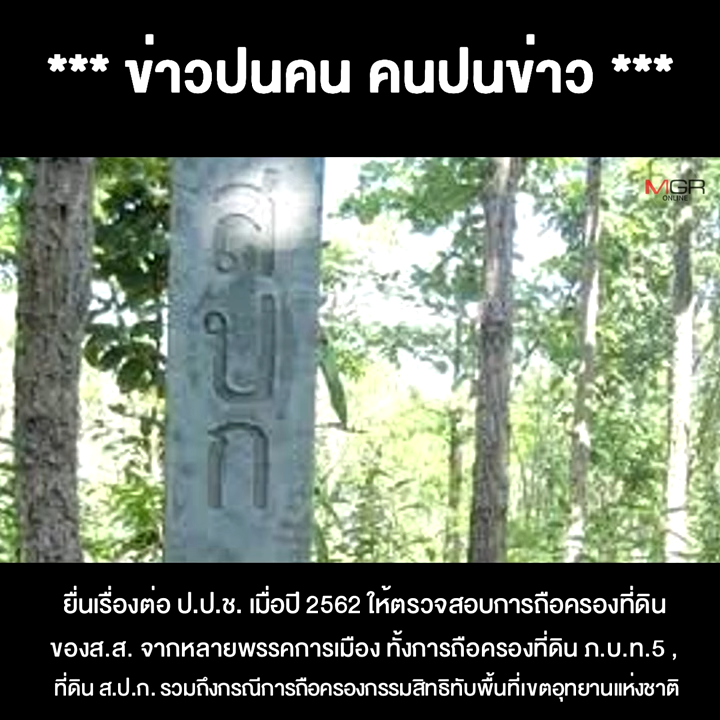 *** ข่าวปนคน คนปนข่าว ***
MGR
ONLINE
ส
ป
ก
ยื่นเรื่องต่อ ป.ป.ช. เมื่อปี 2562 ให้ตรวจสอบการถือครองที่ดิน
ของส.ส. จากหลายพรรคการเมือง ทั้งการถือครองที่ดิน ภ.บ.ท.5 ,
ที่ดิน ส.ป.ก. รวมถึงกรณีการถือครองกรรมสิทธิทับพื้นที่เขตอุทยานแห่งชาติ